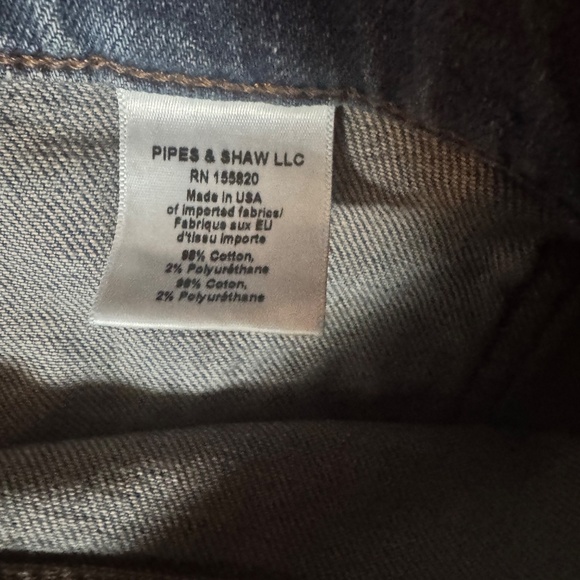 PIPES & SHAW LLC
RN 155820
Made in USA
of imported fabrics/
Fabrique aux EU
d'tissu importe
98% Cotton,
2% Polyuréthane
98% Coton,
2% Polyuréthane